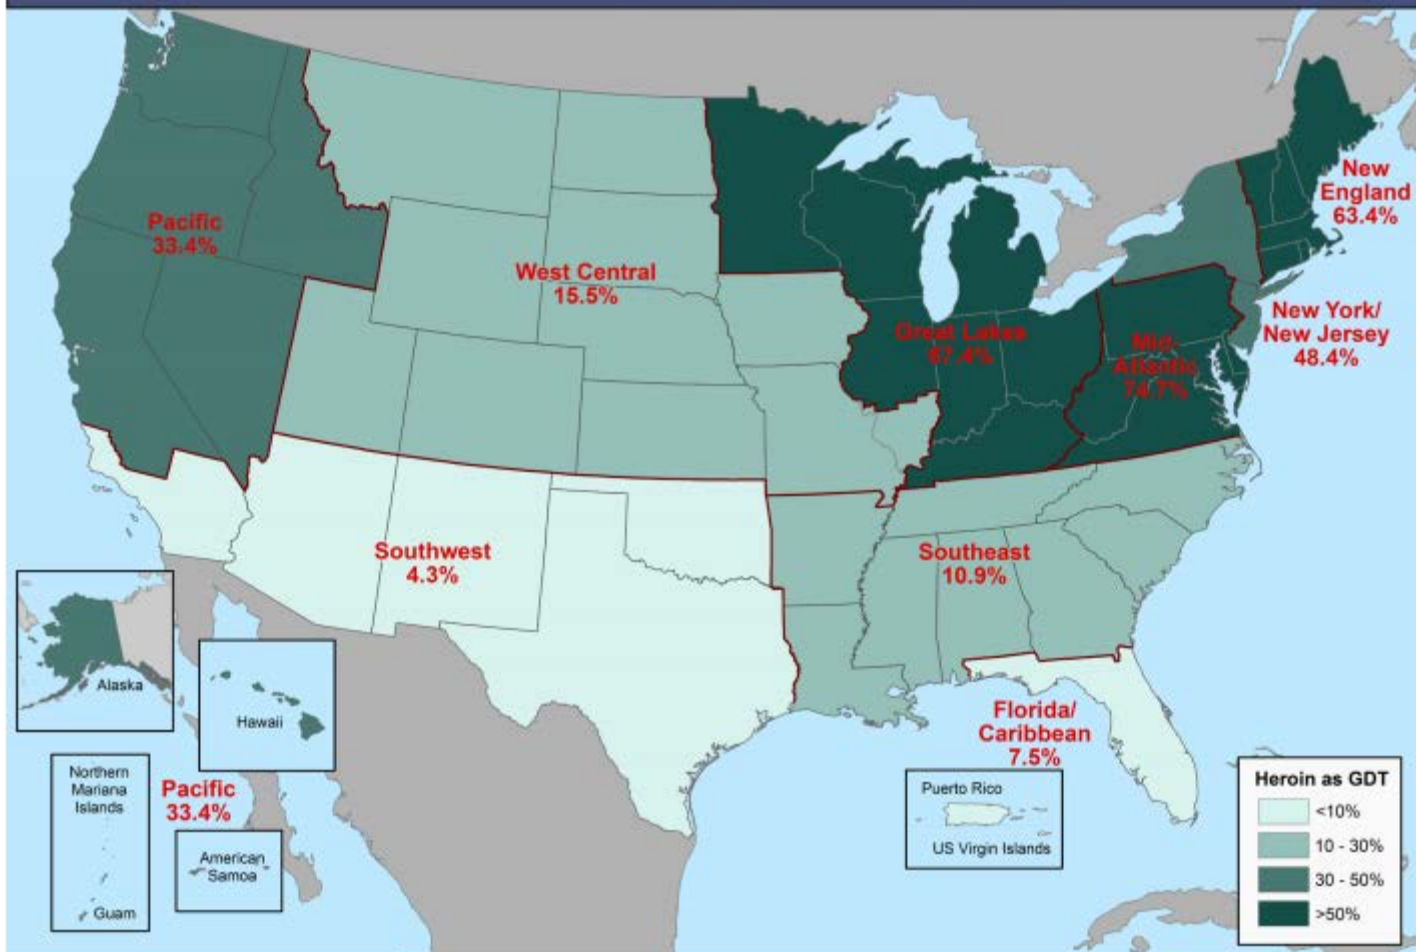 New
England
63.4%
Pacific
33.4%
West Central
15.5%
New York/
New Jersey
48.4%
Great Lakes
67.4%
Mid-
Atlantic
74.7%
Southwest
4.3%
Southeast
10.9%
Alaska
Hawaii
Florida/
Caribbean
7.5%
Northern
Mariana
Islands
Guam
Pacific
33.4%
American
Samoa
Puerto Rico
US Virgin Islands
Heroin as GDT
<10%
10 - 30%
30 - 50%
>50%